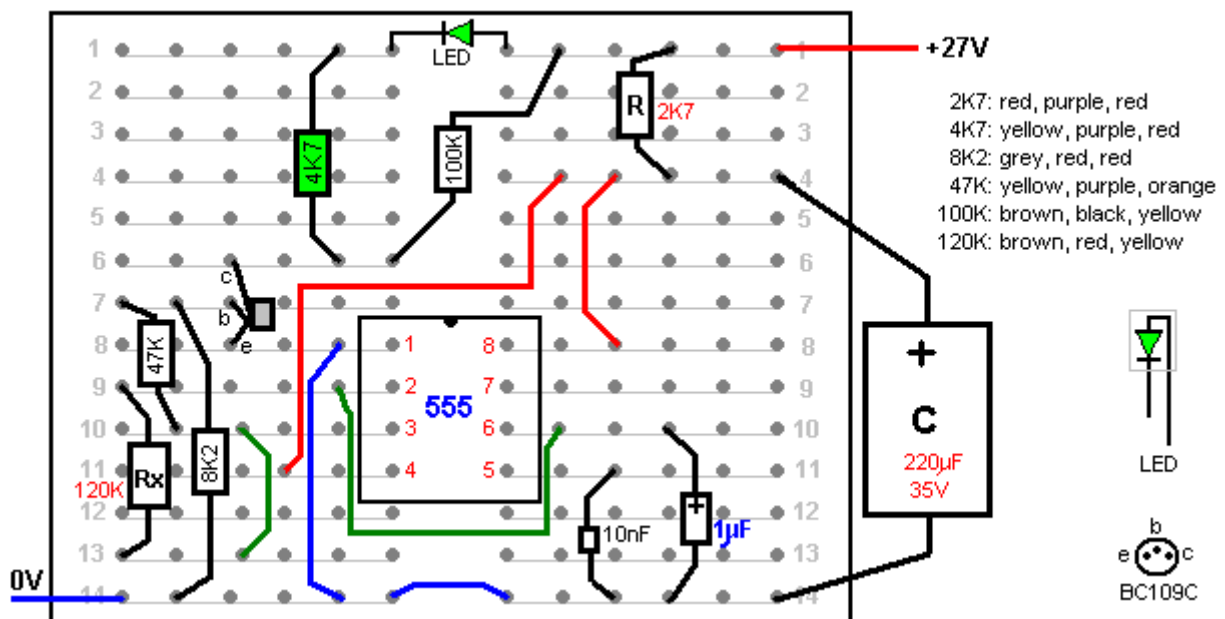 LED
1 1 +27V
2 2
R 2K7
2K7: red, purple, red
4K7: yellow, purple, red
8K2: grey, red, red
47K: yellow, purple, orange
100K: brown, black, yellow
120K: brown, red, yellow
3 3
4K7 100K
4 4
5 5
6 6
c
7 7
b
e
8 8
47K
1 8
9 9
2 7
555
10 10
3 6
8K2
11 11
4 5
120K Rx
12 12
10nF
+ 1µF
13 13
0V 14 14
+
C
220µF
35V
LED
b
e c
BC109C